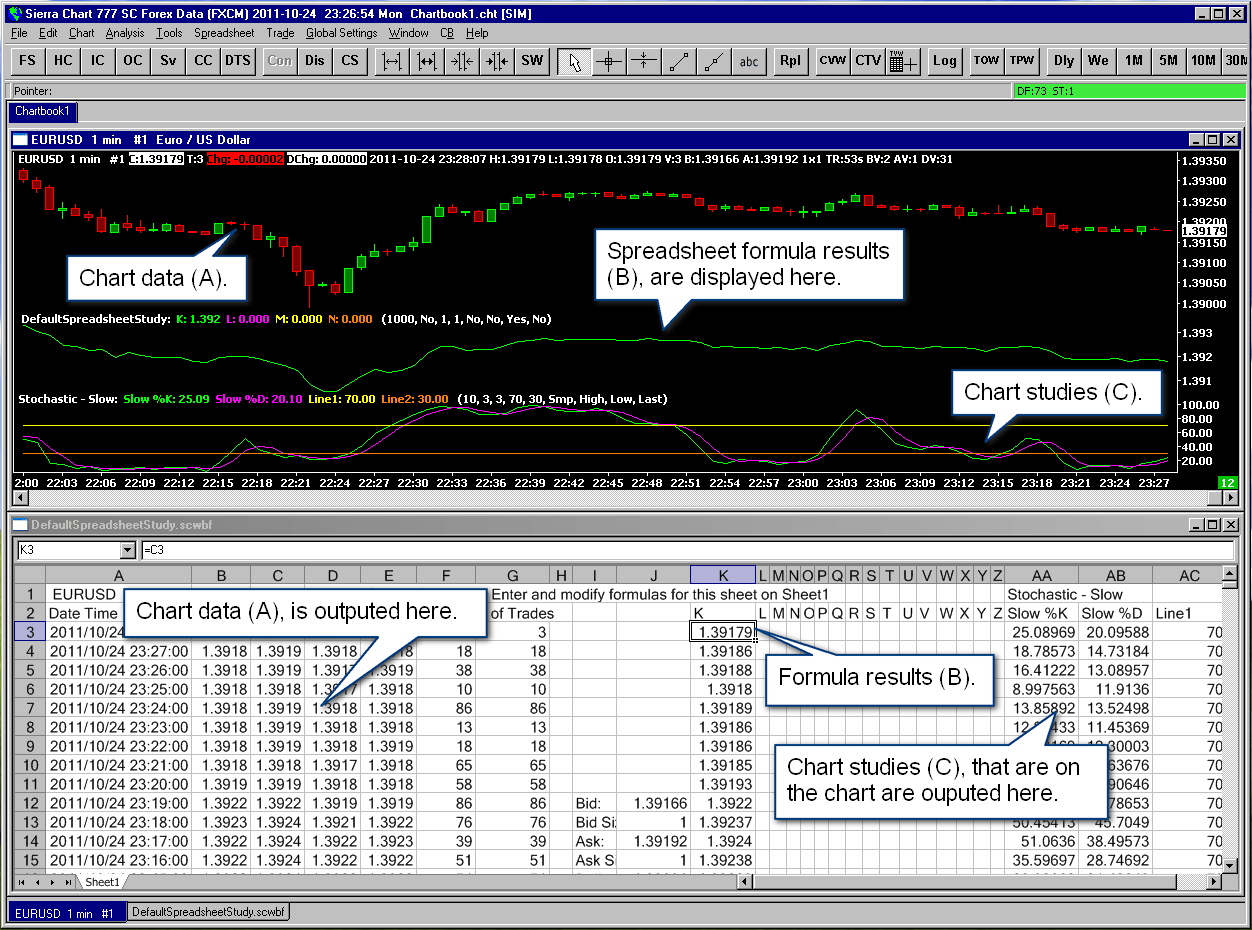 Sierra Chart 777 SC Forex Data (FXCM) 2011-10-24 23:26:54 Mon Chartbook1.cht [SIM]
File Edit Chart Analysis Tools Spreadsheet Trade Global Settings Window CB Help
FS HC IC OC Sv CC DTS Con Dis CS SW abc Rpl CVW CTV T/W Log TOW TPW Dly We 1M 5M 10M 30M
Pointer: DF:73 ST:1
Chartbook1
EURUSD 1 min #1 Euro / US Dollar
EURUSD 1 min #1 C:1.39179 T:3 Chg: -0.00002 DChg: 0.00000 2011-10-24 23:28:07 H:1.39179 L:1.39178 O:1.39179 V:3 B:1.39166 A:1.39192 1x1 TR:53s BV:2 AV:1 DV:31
1.39350
1.39300
1.39250
1.39200
1.39179
1.39150
1.39100
1.39050
1.39000
Chart data (A).
Spreadsheet formula results
(B), are displayed here.
DefaultSpreadsheetStudy: K: 1.392 L: 0.000 M: 0.000 N: 0.000 (1000, No, 1, 1, No, No, Yes, No)
1.393
1.392
1.391
Chart studies (C).
Stochastic - Slow: Slow %K: 25.09 Slow %D: 20.10 Line1: 70.00 Line2: 30.00 (10, 3, 3, 70, 30, Smp, High, Low, Last)
100.00
80.00
60.00
40.00
20.00
2:00 22:03 22:06 22:09 22:12 22:15 22:18 22:21 22:24 22:27 22:30 22:33 22:36 22:39 22:42 22:45 22:48 22:51 22:54 22:57 23:00 23:03 23:06 23:09 23:12 23:15 23:18 23:21 23:24 23:27 12
DefaultSpreadsheetStudy.scwbf
K3 =C3
A B C D E F G H I J K L M N O P Q R S T U V W X Y Z AA AB AC
1 EURUSD Enter and modify formulas for this sheet on Sheet1 Stochastic - Slow
2 Date Time of Trades K L M N O P Q R S T U V W X Y Z Slow %K Slow %D Line1
3 2011/10/24 3 1.39179 25.08969 20.09588 70
4 2011/10/24 23:27:00 1.3918 1.3919 1.3918 18 18 1.39186 18.78573 14.73184 70
5 2011/10/24 23:26:00 1.3918 1.3919 1.3919 38 38 1.39188 16.41222 13.08957 70
6 2011/10/24 23:25:00 1.3918 1.3918 1.3918 10 10 1.3918 8.997563 11.9136 70
7 2011/10/24 23:24:00 1.3919 1.3919 1.3918 1.3919 86 86 1.39189 13.85892 13.52498 70
8 2011/10/24 23:23:00 1.3918 1.3919 1.3918 1.3919 13 13 1.39186 11.45369 70
9 2011/10/24 23:22:00 1.3918 1.3919 1.3918 1.3919 18 18 1.39186 70
10 2011/10/24 23:21:00 1.3918 1.3918 1.3917 1.3918 65 65 1.39185 70
11 2011/10/24 23:20:00 1.3919 1.3919 1.3918 1.3919 58 58 1.39193 70
12 2011/10/24 23:19:00 1.3922 1.3922 1.3919 1.3919 86 86 Bid: 1.39166 1.3922 70
13 2011/10/24 23:18:00 1.3923 1.3924 1.3921 1.3922 76 76 Bid Si 1 1.39237 50.45413 45.7049 70
14 2011/10/24 23:17:00 1.3922 1.3924 1.3922 1.3923 39 39 Ask: 1.39192 1.3924 51.0636 38.49573 70
15 2011/10/24 23:16:00 1.3922 1.3924 1.3922 1.3922 51 51 Ask S 1 1.39238 35.59697 28.74692 70
Chart data (A), is outputed here.
Formula results (B).
Chart studies (C), that are on
the chart are ouputed here.
Sheet1
EURUSD 1 min #1 DefaultSpreadsheetStudy.scwbf